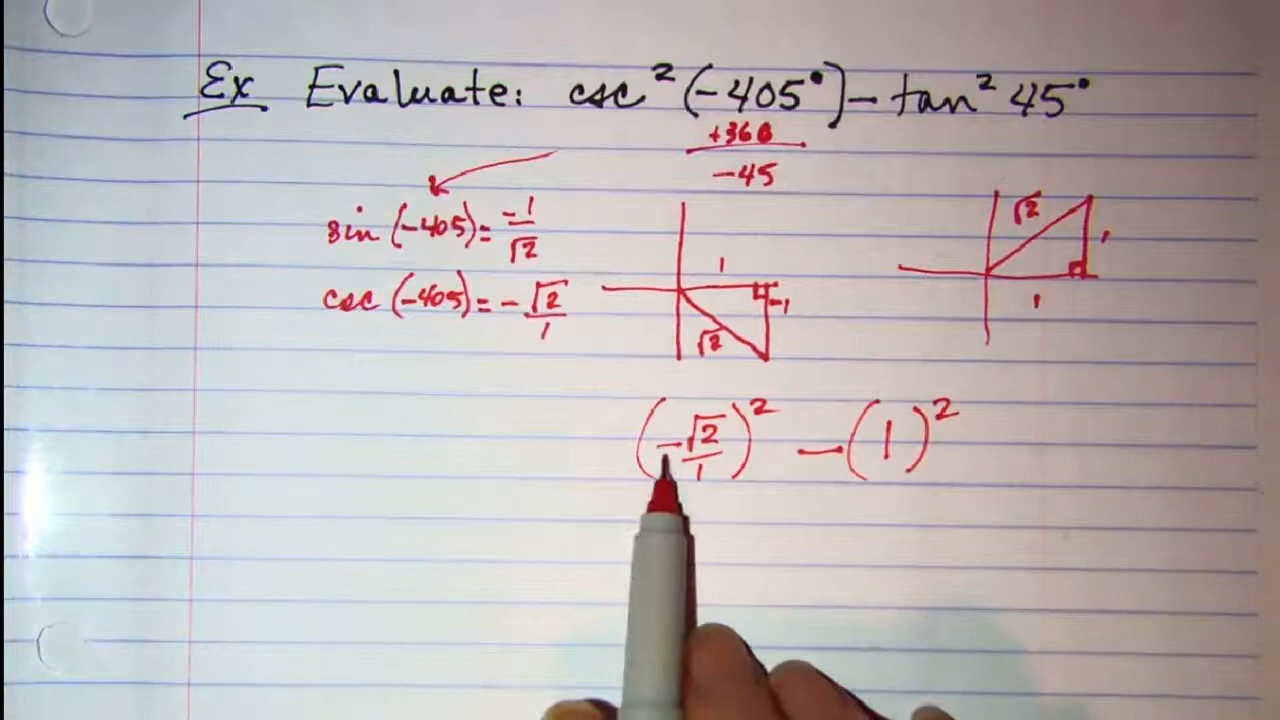 Ex Evaluate: csc²(-405°) - tan² 45°
+360
-45
sin (-405) = -1/√2
csc (-405) = - √2/1
1
-1
√2
√2
1
1
(-√2/1)² - (1)²